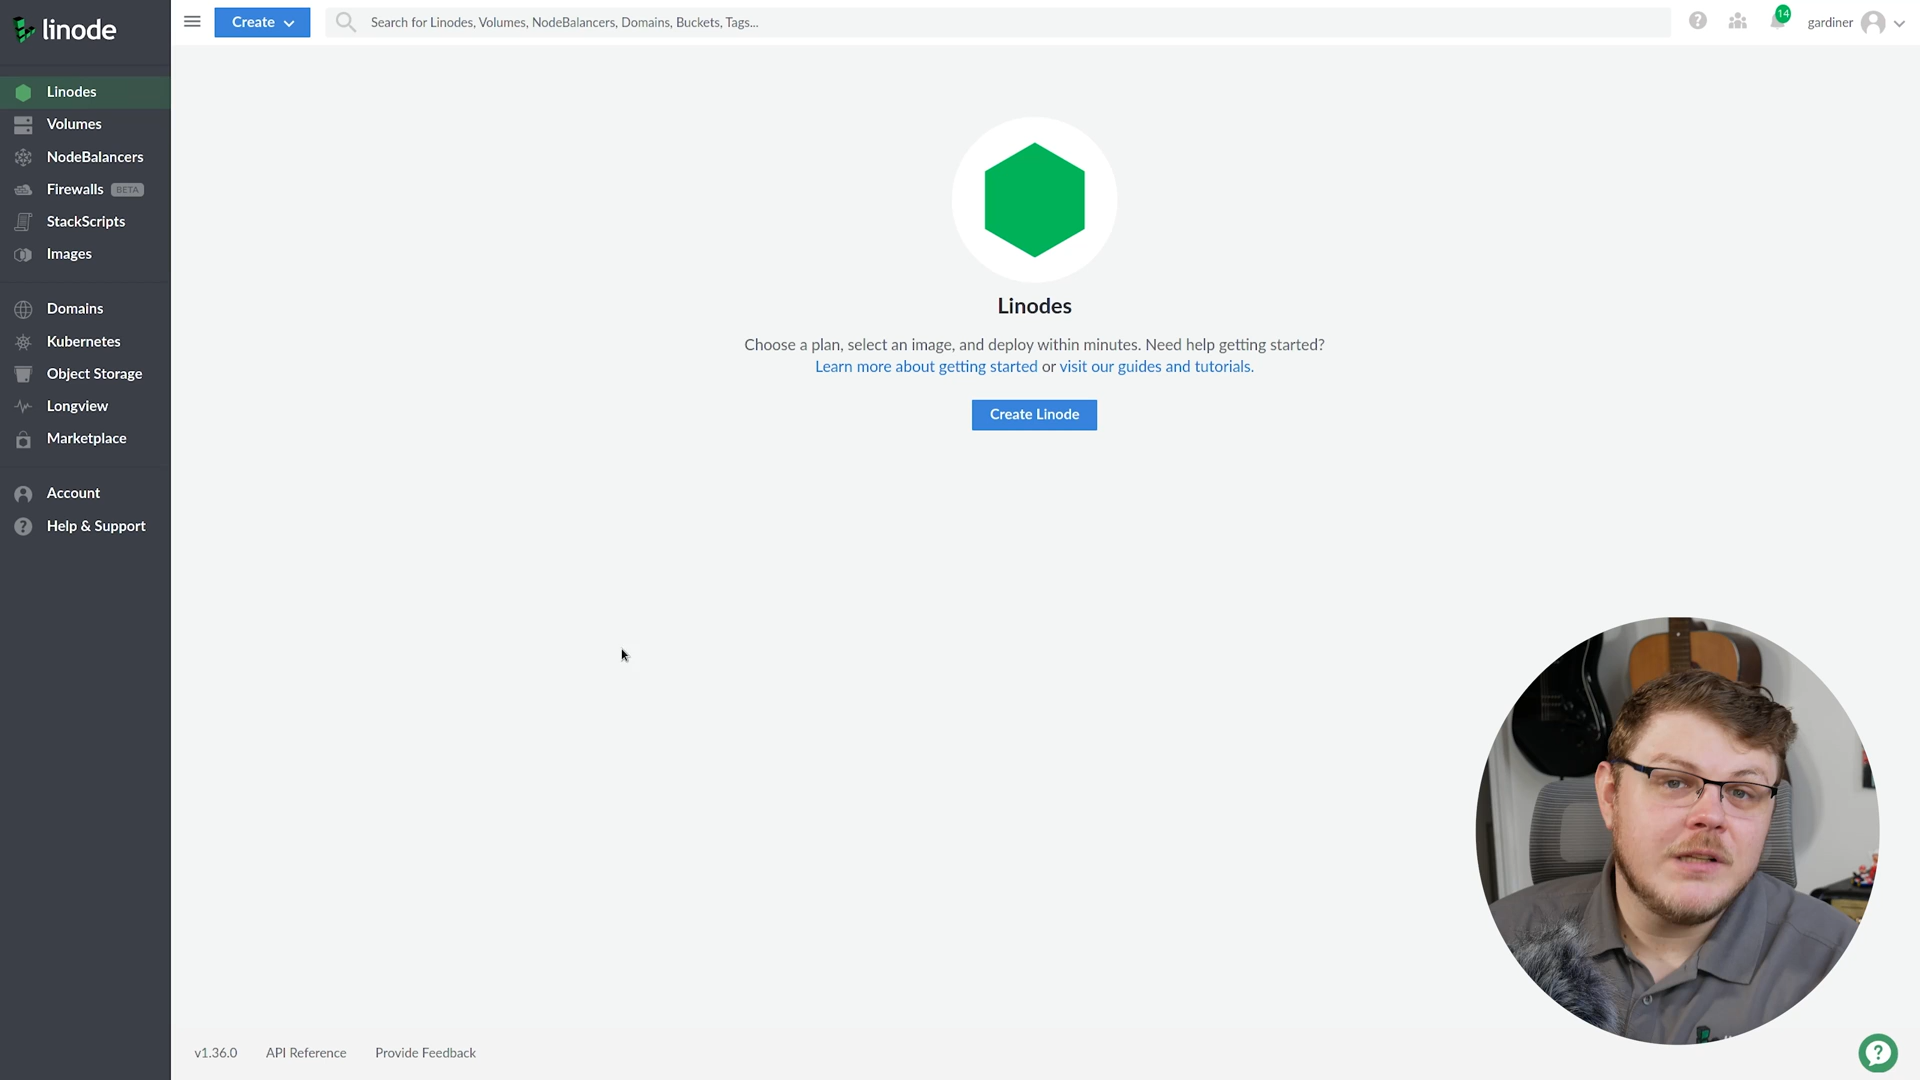 linode
Create
Search for Linodes, Volumes, NodeBalancers, Domains, Buckets, Tags...
14
gardiner
Linodes
Volumes
NodeBalancers
Firewalls BETA
StackScripts
Images
Domains
Kubernetes
Object Storage
Longview
Marketplace
Account
Help & Support
Linodes
Choose a plan, select an image, and deploy within minutes. Need help getting started?
Learn more about getting started or visit our guides and tutorials.
Create Linode
v1.36.0
API Reference
Provide Feedback